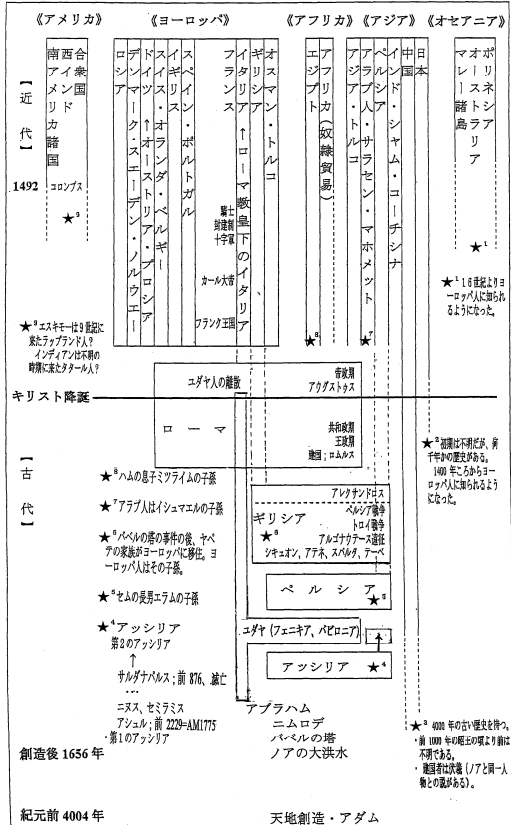 《アメリカ》 《ヨーロッパ》 《アフリカ》 《アジア》 《オセアニア》
【近代】
合衆国
西インド
南アメリカ諸国
1492 コロンブス
★⁹
スペイン・ポルトガル
イギリス
スイス・オランダ・ベルギー
ドイツ ↑オーストリア・プロシア
デンマーク・スエーデン・ノルウエー
ロシア
オスマン・トルコ
ギリシア
イタリア ↑ローマ教皇下のイタリア
フランス
騎士
封建制
十字軍
カール大帝
フランク王国
アフリカ(奴隷貿易)
エジプト
★⁸
日本
中国
インド・シャム・コーチシナ
ペルシア
アラブ人・サラセン・マホメット
アジア・トルコ
★⁷
ポリネシア
オーストラリア
マレー諸島
★¹
★¹ 16世紀よりヨ
ーロッパ人に知られ
るようになった。
★⁹ エスキモーは9世紀に
来たラップランド人?
インディアンは不明の
時期に来たタタール人?
キリスト降誕
ユダヤ人の離散
帝政期
アウグストゥス
ローマ
共和政期
王政期
建国;ロムルス
★² 初期は不明だが、何
千年かの歴史がある。
1400年ころからヨー
ロッパ人に知られるよう
になった。
【古代】
★⁸ ハムの息子ミツライムの子孫
★⁷ アラブ人はイシュマエルの子孫
★⁶ バベルの塔の事件の後、ヤペ
テの家族がヨーロッパに移住。ヨ
ーロッパ人はその子孫。
★⁵ セムの長男エラムの子孫
アレクサンドロス
ギリシア
★⁶
ペルシア戦争
トロイ戦争
アルゴナウテース遠征
シキュオン、アテネ、スパルタ、テーベ
ペルシア
★⁵
ユダヤ(フェニキア、バビロニア)
アッシリア ★⁴
★⁴ アッシリア
第2のアッシリア
↑
サルダナパルス;前876、滅亡
…
ニヌス、セミラミス
アシュル;前2229=AM1775
・第1のアッシリア
アブラハム
ニムロデ
バベルの塔
創造後1656年 ノアの大洪水
★³ 4000年の古い歴史を持つ。
・前1000年の昭王の頃より前は
不明である。
・建国者は伏犠(ノアと同一人
物との説がある)。
紀元前4004年 天地創造・アダム